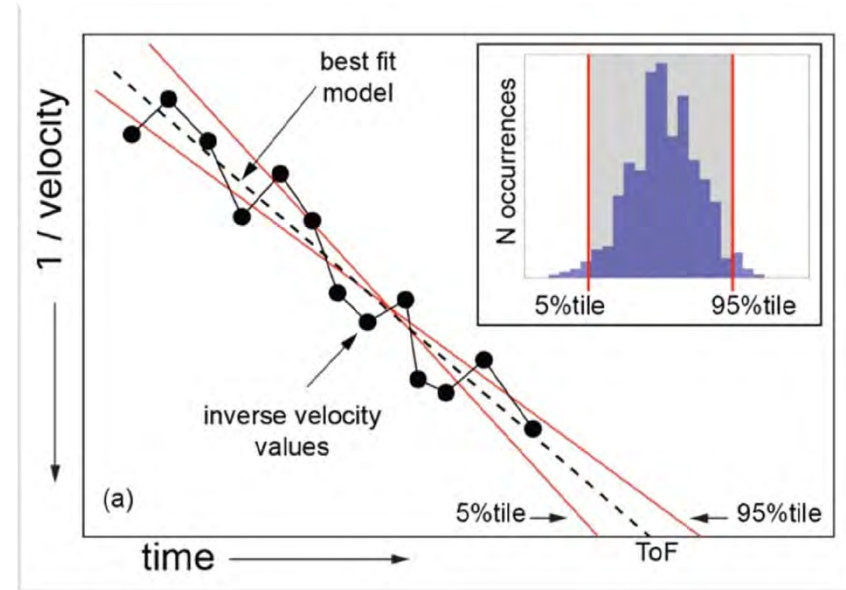 best fit
model
1 / velocity
N occurrences
5%tile
95%tile
inverse velocity
values
(a)
5%tile
95%tile
ToF
time